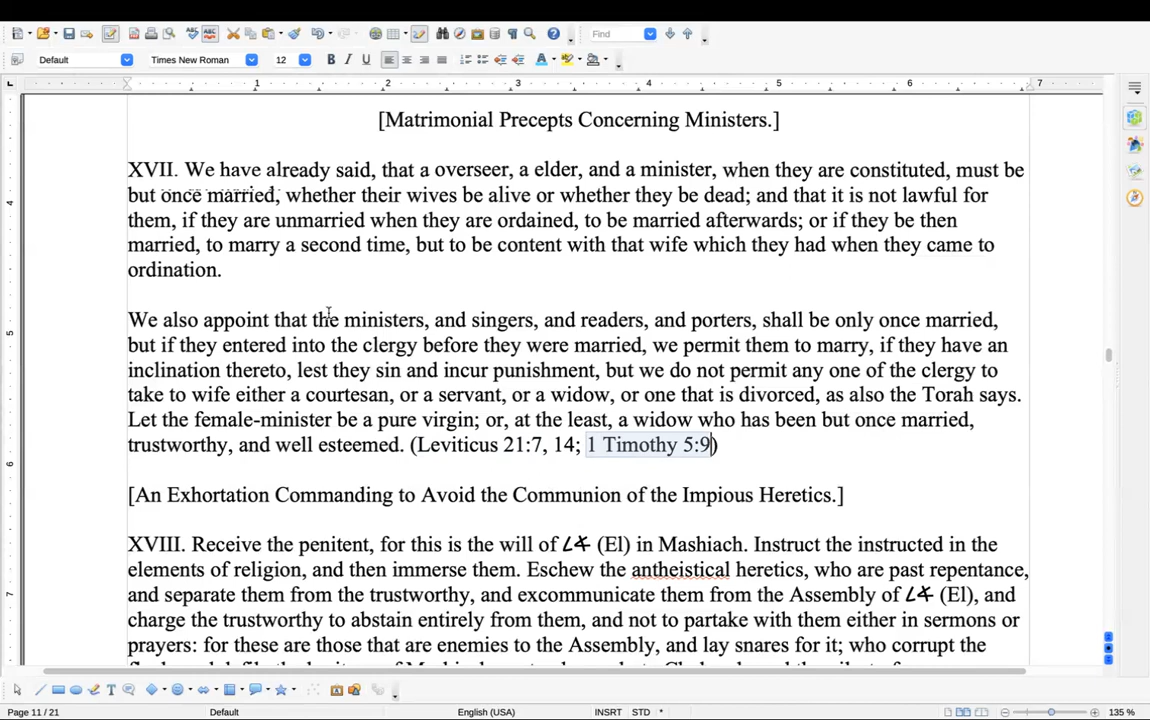 Find
Default
Times New Roman
12
1 2 3 4 5 6 7
[Matrimonial Precepts Concerning Ministers.]
XVII. We have already said, that a overseer, a elder, and a minister, when they are constituted, must be
but once married, whether their wives be alive or whether they be dead; and that it is not lawful for
them, if they are unmarried when they are ordained, to be married afterwards; or if they be then
married, to marry a second time, but to be content with that wife which they had when they came to
ordination.
We also appoint that the ministers, and singers, and readers, and porters, shall be only once married,
but if they entered into the clergy before they were married, we permit them to marry, if they have an
inclination thereto, lest they sin and incur punishment, but we do not permit any one of the clergy to
take to wife either a courtesan, or a servant, or a widow, or one that is divorced, as also the Torah says.
Let the female-minister be a pure virgin; or, at the least, a widow who has been but once married,
trustworthy, and well esteemed. (Leviticus 21:7, 14; 1 Timothy 5:9)
[An Exhortation Commanding to Avoid the Communion of the Impious Heretics.]
XVIII. Receive the penitent, for this is the will of 𐤋𐤀 (El) in Mashiach. Instruct the instructed in the
elements of religion, and then immerse them. Eschew the antheistical heretics, who are past repentance,
and separate them from the trustworthy, and excommunicate them from the Assembly of 𐤋𐤀 (El), and
charge the trustworthy to abstain entirely from them, and not to partake with them either in sermons or
prayers: for these are those that are enemies to the Assembly, and lay snares for it; who corrupt the
Page 11 / 21
Default
English (USA)
INSRT
STD
*
135 %